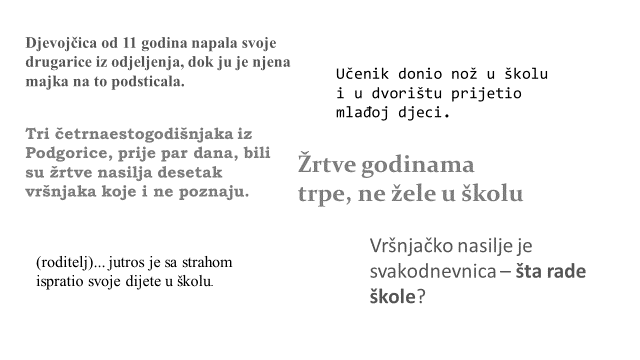 Djevojčica od 11 godina napala svoje
drugarice iz odjeljenja, dok ju je njena
majka na to podsticala.
Učenik donio nož u školu
i u dvorištu prijetio
mlađoj djeci.
Tri četrnaestogodišnjaka iz
Podgorice, prije par dana, bili
su žrtve nasilja desetak
vršnjaka koje i ne poznaju.
Žrtve godinama
trpe, ne žele u školu
(roditelj)... jutros je sa strahom
ispratio svoje dijete u školu.
Vršnjačko nasilje je
svakodnevnica – šta rade
škole?